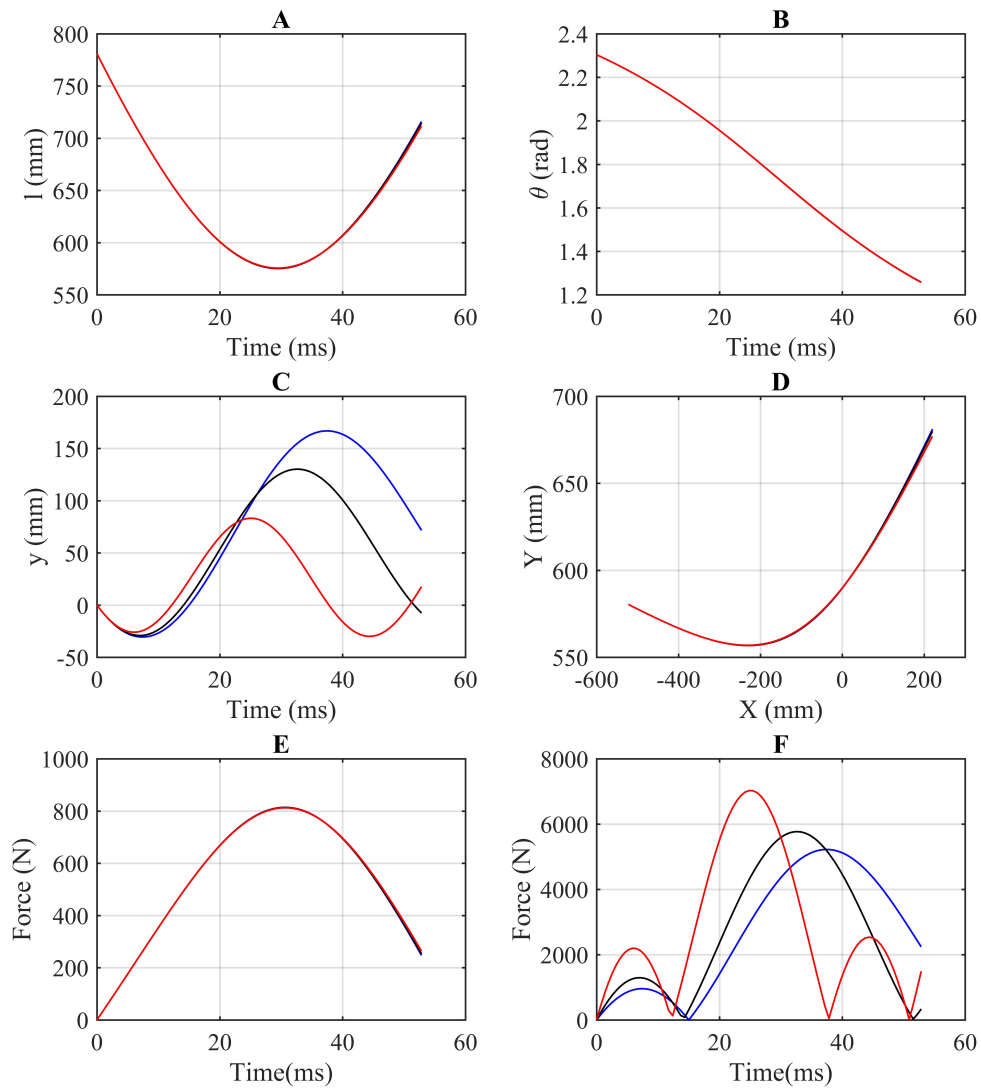 A
800
750
700
650
600
550
l (mm)
0 20 40 60
Time (ms)
B
2.4
2.2
2
1.8
1.6
1.4
1.2
θ (rad)
0 20 40 60
Time (ms)
C
200
150
100
50
0
-50
y (mm)
0 20 40 60
Time (ms)
D
700
650
600
550
Y (mm)
-600 -400 -200 0 200
X (mm)
E
1000
800
600
400
200
0
Force (N)
0 20 40 60
Time(ms)
F
8000
6000
4000
2000
0
Force (N)
0 20 40 60
Time(ms)